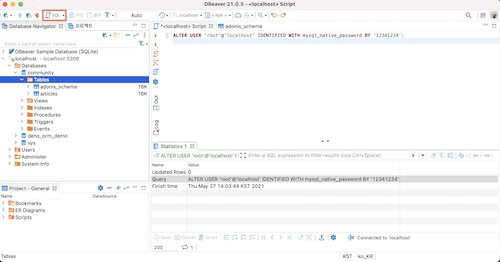 DBeaver 21.0.5 - <localhost> Script
SQL
Auto
localhost
N/A
Database Navigator
프로젝트
*<localhost> Script
adonis_schema
Enter a part of object name here
DBeaver Sample Database (SQLite)
localhost - localhost:3306
Databases
community
Tables
adonis_schema 16K
articles 16K
Views
Indexes
Procedures
Triggers
Events
deno_orm_demo
sys
Users
Administer
System Info
ALTER USER 'root'@'localhost' IDENTIFIED WITH mysql_native_password BY '12341234';
Out
Log
Project - General
Name DataSource
Bookmarks
ER Diagrams
Scripts
Statistics 1
ALTER USER 'root'@'localhost' I
Enter a SQL expression to filter results (use Ctrl+Space)
Name Value
Updated Rows 0
Query ALTER USER 'root'@'localhost' IDENTIFIED WITH mysql_native_password BY '12341234'
Finish time Thu May 27 14:03:44 KST 2021
Save
Cancel
Script
Connected to 'localhost'
200
1
Tables
KST
ko_KR